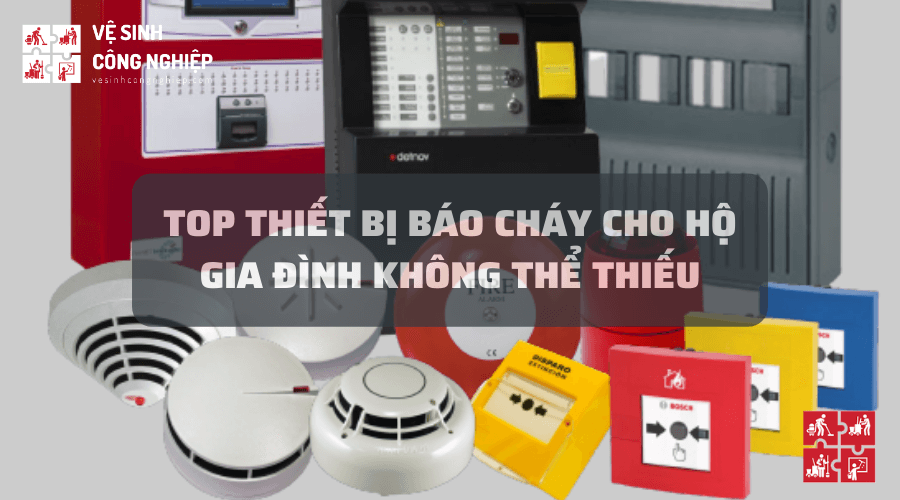 VỆ SINH
CÔNG NGHIỆP
detnov
TOP THIẾT BỊ BÁO CHÁY CHO HỘ
GIA ĐÌNH KHÔNG THỂ THIẾU
FIRE
ALARM
CE
DISPARO
EXTINCIÓN
BOSCH